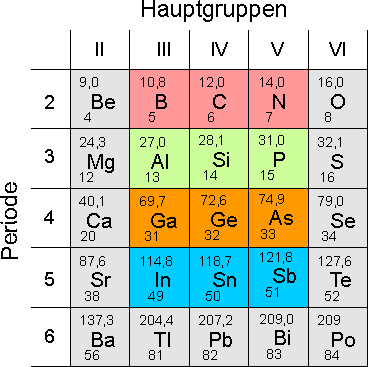 Hauptgruppen
II III IV V VI
Periode
2
9,0 10,8 12,0 14,0 16,0
Be B C N O
4 5 6 7 8
3
24,3 27,0 28,1 31,0 32,1
Mg Al Si P S
12 13 14 15 16
4
40,1 69,7 72,6 74,9 79,0
Ca Ga Ge As Se
20 31 32 33 34
5
87,6 114,8 118,7 121,8 127,6
Sr In Sn Sb Te
38 49 50 51 52
6
137,3 204,4 207,2 209,0 209
Ba Tl Pb Bi Po
56 81 82 83 84